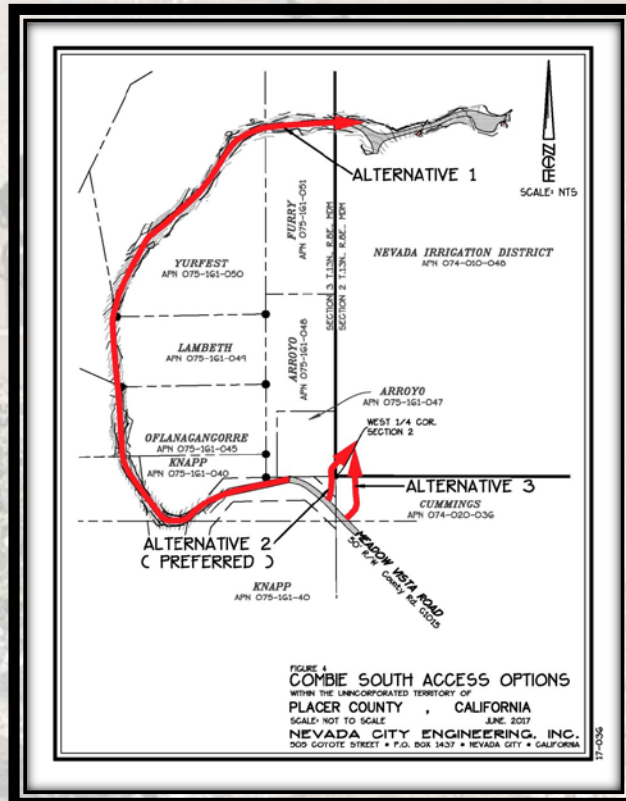 ALTERNATIVE 1
SCALE: NTS
FURRY
APN 075-161-051
SECTION 3 T.13N. R.8E. MDM
SECTION 2 T.13N. R.8E. MDM
NEVADA IRRIGATION DISTRICT
APN 074-010-048
YURFEST
APN 075-161-050
LAMBETH
APN 075-161-049
ARROYO
APN 075-161-048
ARROYO
APN 075-161-047
WEST 1/4 COR.
SECTION 2
OFLANAGANGORRE
APN 075-161-045
KNAPP
APN 075-161-040
ALTERNATIVE 3
CUMMINGS
APN 074-020-036
ALTERNATIVE 2
( PREFERRED )
MEADOW VISTA ROAD
50' R/W
County Rd. G1015
KNAPP
APN 075-161-40
FIGURE 4
COMBIE SOUTH ACCESS OPTIONS
WITHIN THE UNINCORPORATED TERRITORY OF
PLACER COUNTY , CALIFORNIA
SCALE: NOT TO SCALE JUNE, 2017
NEVADA CITY ENGINEERING, INC.
505 COYOTE STREET • P.O. BOX 1437 • NEVADA CITY • CALIFORNIA
17-036